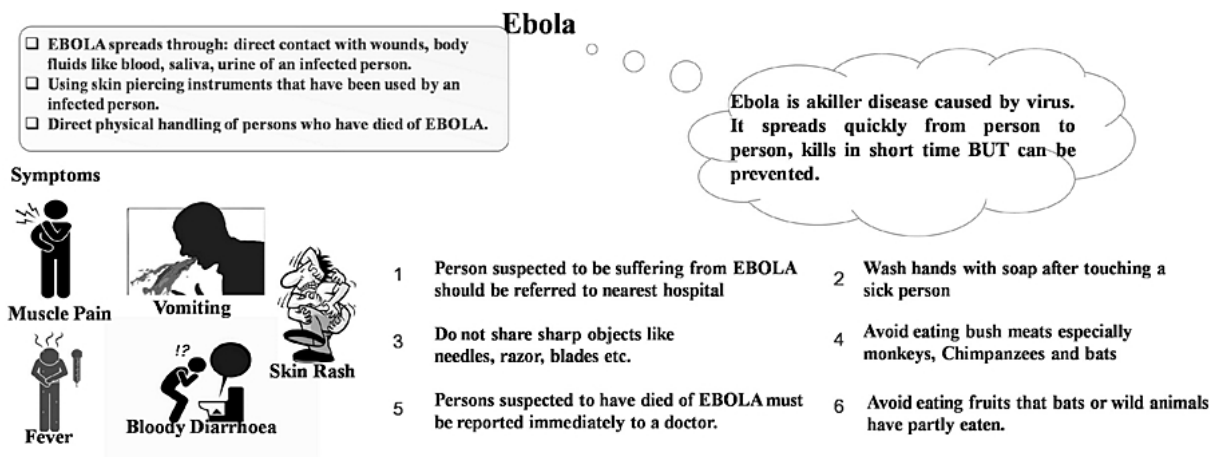 Ebola
❑ EBOLA spreads through: direct contact with wounds, body
fluids like blood, saliva, urine of an infected person.
❑ Using skin piercing instruments that have been used by an
infected person.
❑ Direct physical handling of persons who have died of EBOLA.
Ebola is akiller disease caused by virus.
It spreads quickly from person to
person, kills in short time BUT can be
prevented.
Symptoms
Muscle Pain
Vomiting
Skin Rash
Fever
!?
Bloody Diarrhoea
1 Person suspected to be suffering from EBOLA
should be referred to nearest hospital
2 Wash hands with soap after touching a
sick person
3 Do not share sharp objects like
needles, razor, blades etc.
4 Avoid eating bush meats especially
monkeys, Chimpanzees and bats
5 Persons suspected to have died of EBOLA must
be reported immediately to a doctor.
6 Avoid eating fruits that bats or wild animals
have partly eaten.